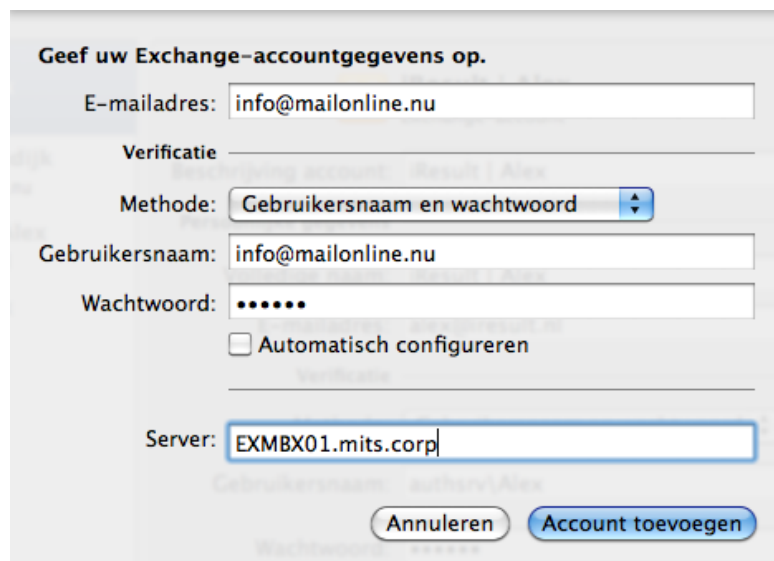 Geef uw Exchange-accountgegevens op.
E-mailadres: info@mailonline.nu
Verificatie
Methode: Gebruikersnaam en wachtwoord
Gebruikersnaam: info@mailonline.nu
Wachtwoord: ••••••
Automatisch configureren
Server: EXMBX01.mits.corp
Annuleren Account toevoegen